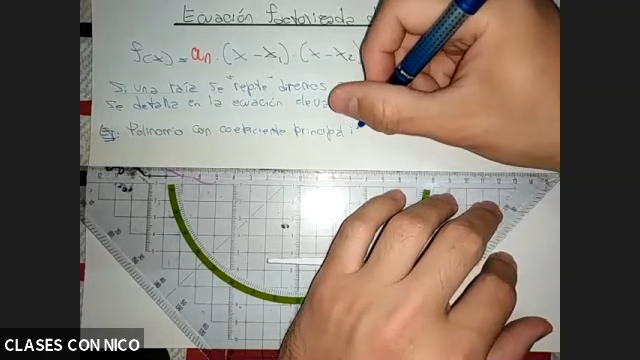 Ecuación factorizada d
f(x) = an · (x - x1) · (x - x2
Si una raíz se "repite" diremos
se detalla en la ecuación eleva
Ej: Polinomio con coeficiente principal i
CLASES CON NICO